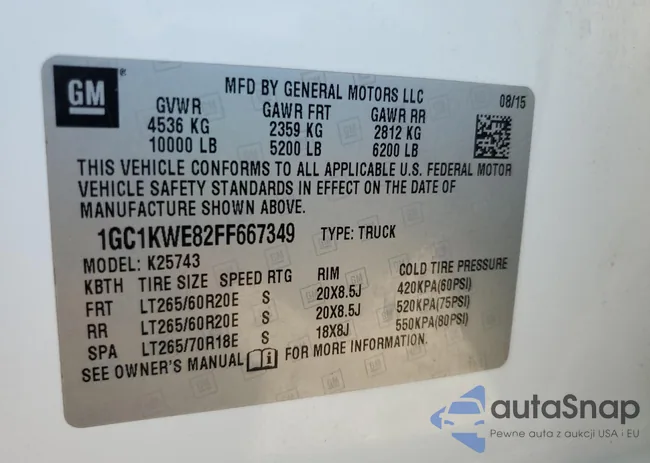 GM
MFD BY GENERAL MOTORS LLC
08/15
GVWR GAWR FRT GAWR RR
4536 KG 2359 KG 2812 KG
10000 LB 5200 LB 6200 LB
THIS VEHICLE CONFORMS TO ALL APPLICABLE U.S. FEDERAL MOTOR
VEHICLE SAFETY STANDARDS IN EFFECT ON THE DATE OF
MANUFACTURE SHOWN ABOVE.
1GC1KWE82FF667349 TYPE: TRUCK
MODEL: K25743
KBTH TIRE SIZE SPEED RTG RIM COLD TIRE PRESSURE
FRT LT265/60R20E S 20X8.5J 420KPA(60PSI)
RR LT265/60R20E S 20X8.5J 520KPA(75PSI)
SPA LT265/70R18E S 18X8J 550KPA(80PSI)
SEE OWNER'S MANUAL FOR MORE INFORMATION.
autaSnap
Pewne auta z aukcji USA i EU